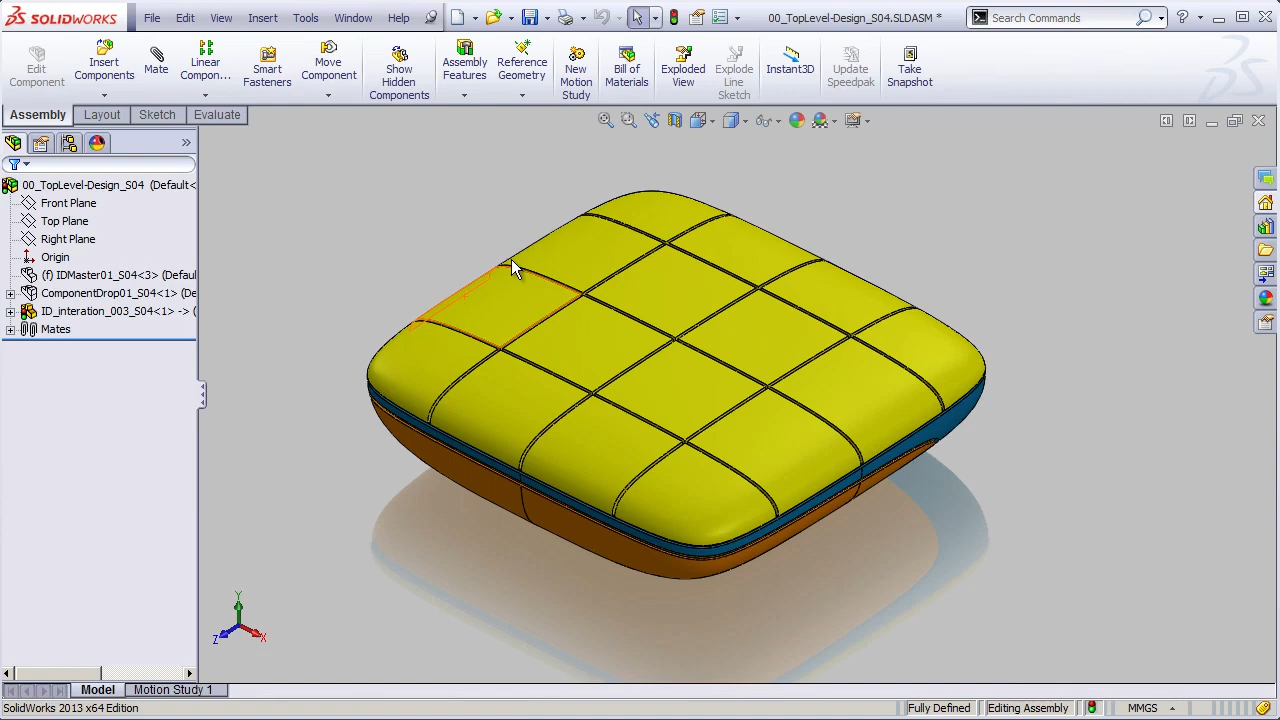 SOLIDWORKS File Edit View Insert Tools Window Help 00_TopLevel-Design_S04.SLDASM * Search Commands
Edit Component
Insert Components
Mate
Linear Compon...
Smart Fasteners
Move Component
Show Hidden Components
Assembly Features
Reference Geometry
New Motion Study
Bill of Materials
Exploded View
Explode Line Sketch
Instant3D
Update Speedpak
Take Snapshot
Assembly Layout Sketch Evaluate
00_TopLevel-Design_S04 (Default<
Front Plane
Top Plane
Right Plane
Origin
(f) IDMaster01_S04<3> (Defau
ComponentDrop01_S04<1> (De
ID_interation_003_S04<1> -> (
Mates
Y
Z
X
Model Motion Study 1
SolidWorks 2013 x64 Edition Fully Defined Editing Assembly MMGS